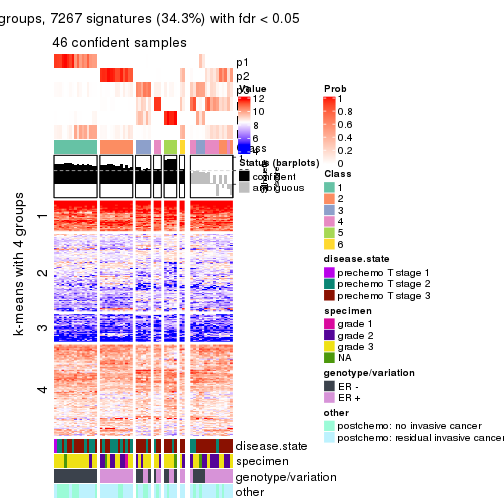 groups, 7267 signatures (34.3%) with fdr < 0.05
46 confident samples
p1
p2
p3
Value
12
10
8
6
Prob
1
0.8
0.6
0.4
0.2
0
Status (barplots)
confident
ambiguous
Class
1
2
3
4
5
6
k-means with 4 groups
1
2
3
4
disease.state
prechemo T stage 1
prechemo T stage 2
prechemo T stage 3
specimen
grade 1
grade 2
grade 3
NA
genotype/variation
ER -
ER +
other
postchemo: no invasive cancer
postchemo: residual invasive cancer
disease.state
specimen
genotype/variation
other